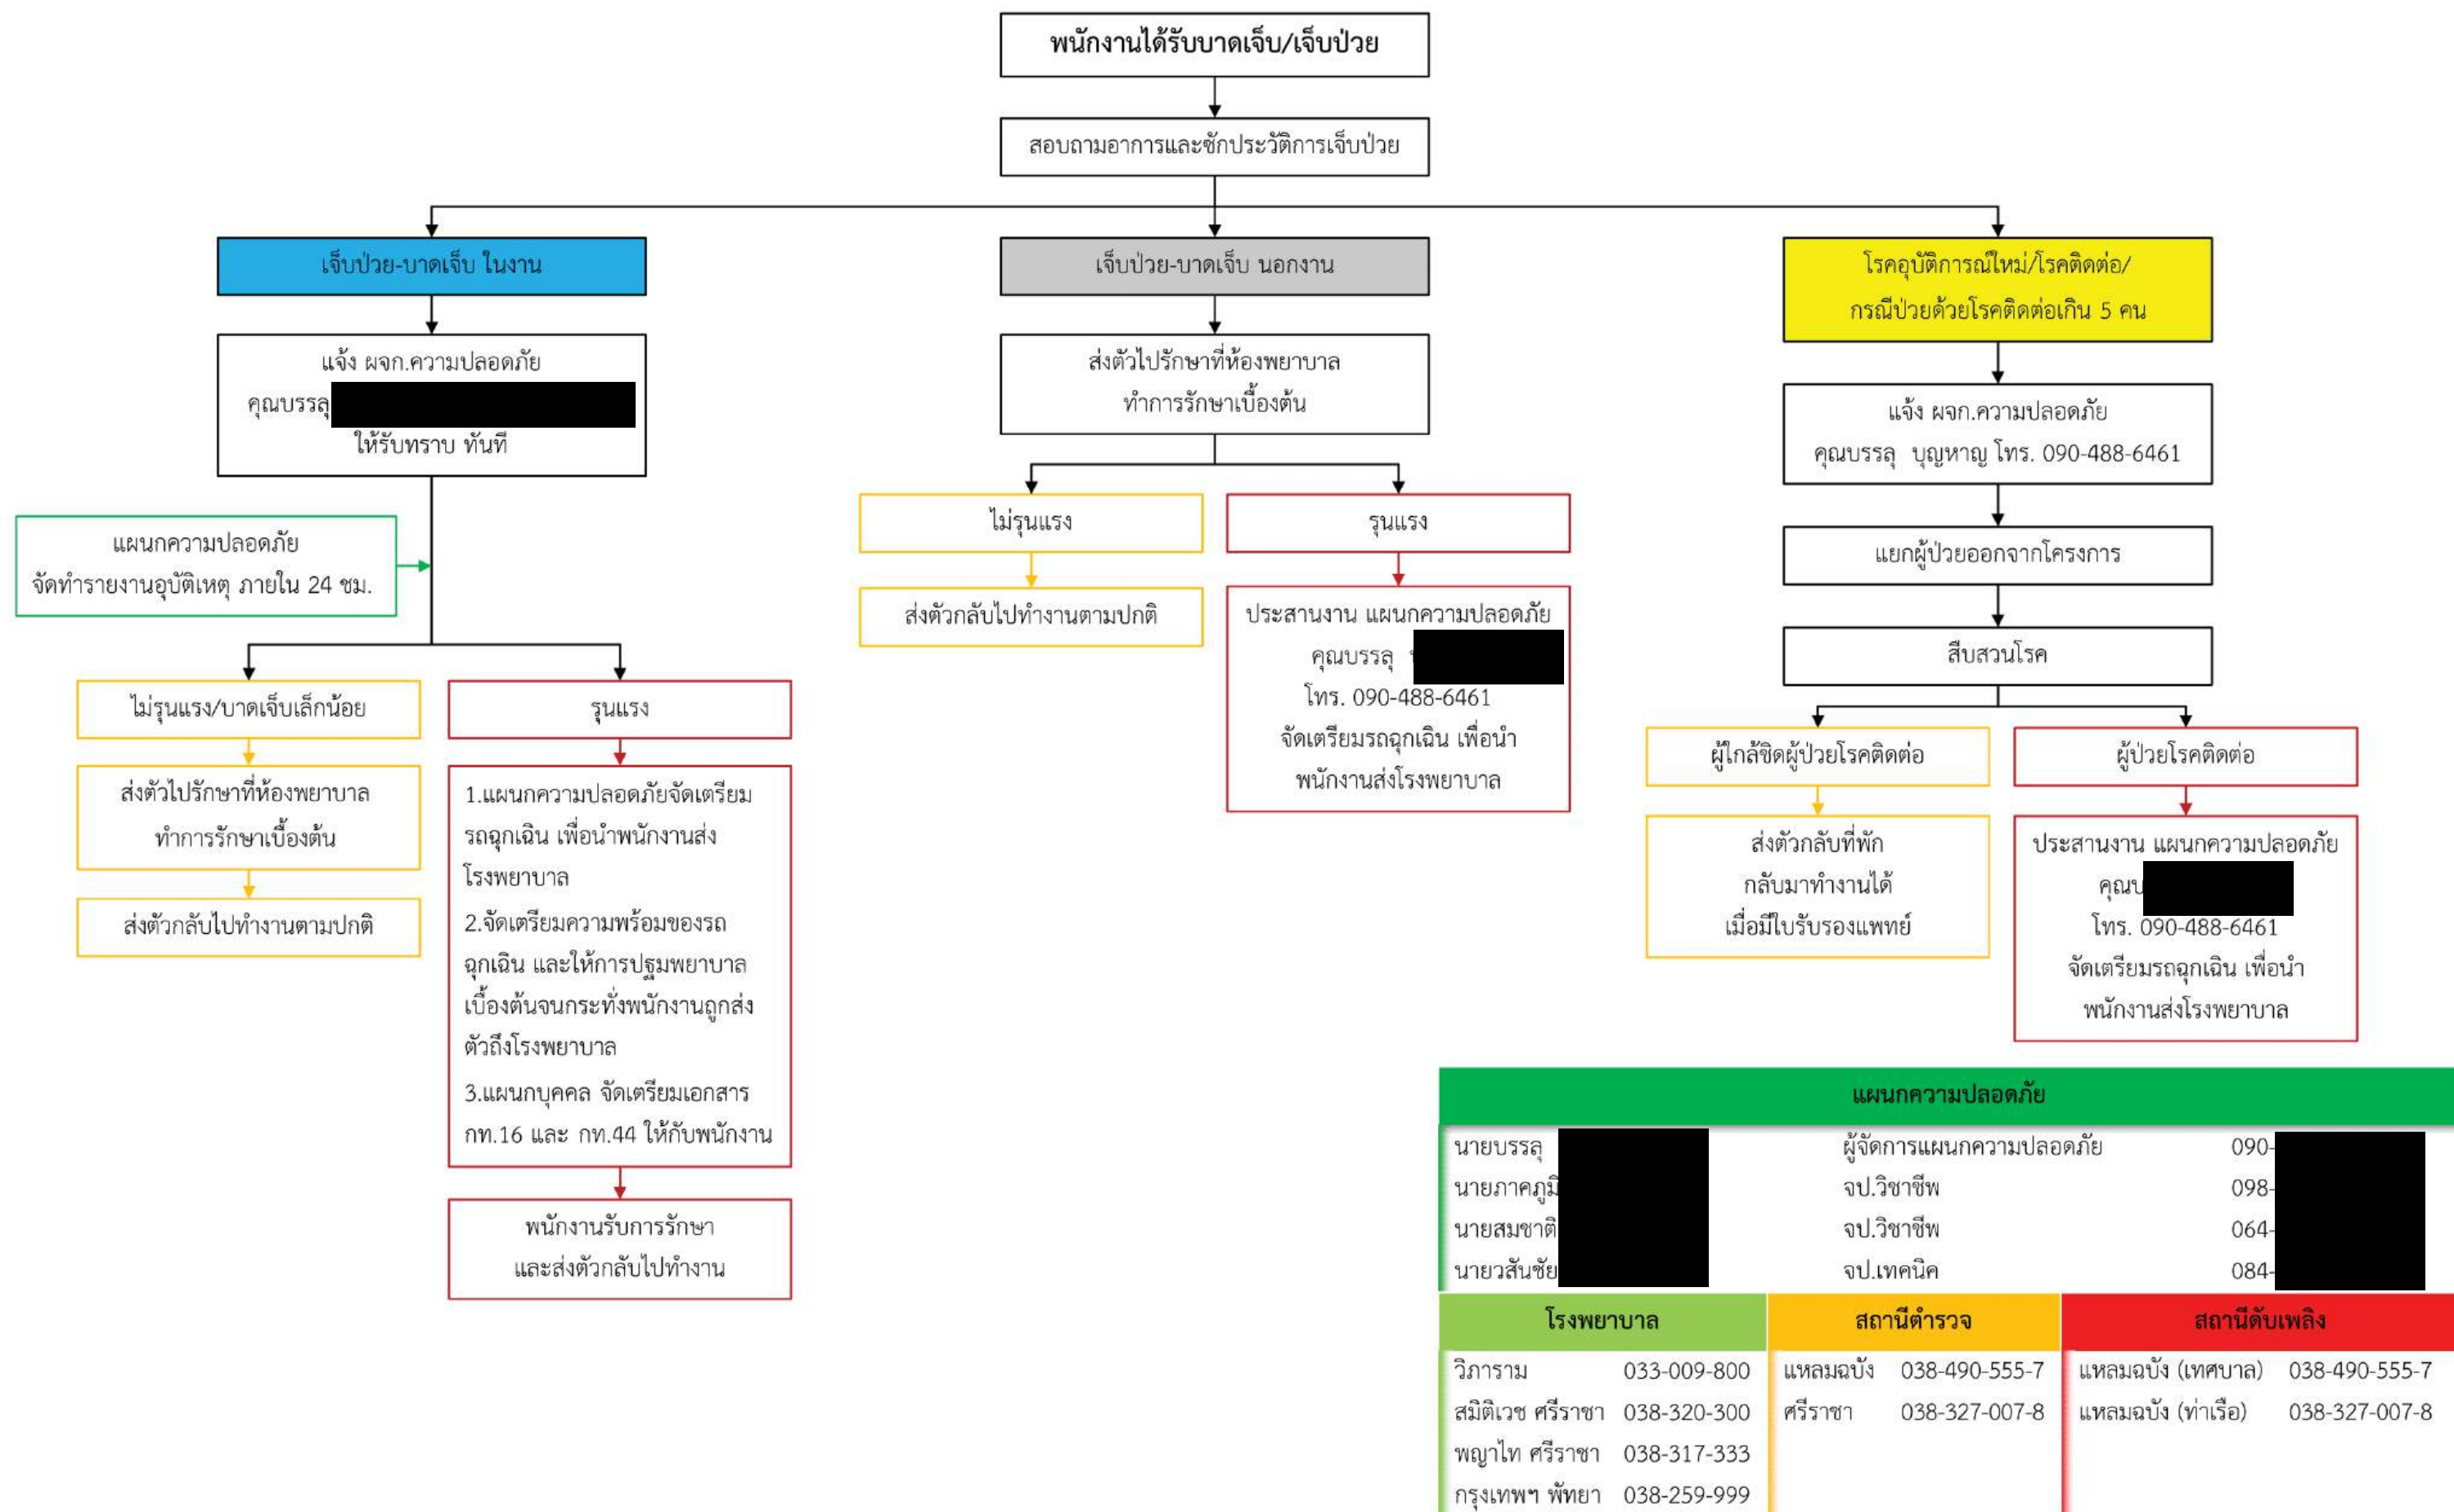 พนักงานได้รับบาดเจ็บ/เจ็บป่วย
สอบถามอาการและซักประวัติการเจ็บป่วย
เจ็บป่วย-บาดเจ็บ ในงาน
แจ้ง ผจก.ความปลอดภัย
คุณบรรลุ
ให้รับทราบ ทันที
แผนกความปลอดภัย
จัดทำรายงานอุบัติเหตุ ภายใน 24 ชม.
ไม่รุนแรง/บาดเจ็บเล็กน้อย
ส่งตัวไปรักษาที่ห้องพยาบาล
ทำการรักษาเบื้องต้น
ส่งตัวกลับไปทำงานตามปกติ
รุนแรง
1.แผนกความปลอดภัยจัดเตรียม
รถฉุกเฉิน เพื่อนำพนักงานส่ง
โรงพยาบาล
2.จัดเตรียมความพร้อมของรถ
ฉุกเฉิน และให้การปฐมพยาบาล
เบื้องต้นจนกระทั่งพนักงานถูกส่ง
ตัวถึงโรงพยาบาล
3.แผนกบุคคล จัดเตรียมเอกสาร
กท.16 และ กท.44 ให้กับพนักงาน
พนักงานรับการรักษา
และส่งตัวกลับไปทำงาน
เจ็บป่วย-บาดเจ็บ นอกงาน
ส่งตัวไปรักษาที่ห้องพยาบาล
ทำการรักษาเบื้องต้น
ไม่รุนแรง
ส่งตัวกลับไปทำงานตามปกติ
รุนแรง
ประสานงาน แผนกความปลอดภัย
คุณบรรลุ
โทร. 090-488-6461
จัดเตรียมรถฉุกเฉิน เพื่อนำ
พนักงานส่งโรงพยาบาล
โรคอุบัติการณ์ใหม่/โรคติดต่อ/
กรณีป่วยด้วยโรคติดต่อเกิน 5 คน
แจ้ง ผจก.ความปลอดภัย
คุณบรรลุ บุญหาญ โทร. 090-488-6461
แยกผู้ป่วยออกจากโครงการ
สืบสวนโรค
ผู้ใกล้ชิดผู้ป่วยโรคติดต่อ
ส่งตัวกลับที่พัก
กลับมาทำงานได้
เมื่อมีใบรับรองแพทย์
ผู้ป่วยโรคติดต่อ
ประสานงาน แผนกความปลอดภัย
โทร. 090-488-6461
จัดเตรียมรถฉุกเฉิน เพื่อนำ
พนักงานส่งโรงพยาบาล
แผนกความปลอดภัย
นายบรรลุ ผู้จัดการแผนกความปลอดภัย 090-
นายภาคภูมิ จป.วิชาชีพ 098-
นายสมชาติ จป.วิชาชีพ 064-
นายวสันชัย จป.เทคนิค 084-
โรงพยาบาล สถานีตำรวจ สถานีดับเพลิง
วิภาราม 033-009-800 แหลมฉบัง 038-490-555-7 แหลมฉบัง (เทศบาล) 038-490-555-7
สมิติเวช ศรีราชา 038-320-300 ศรีราชา 038-327-007-8 แหลมฉบัง (ท่าเรือ) 038-327-007-8
พญาไท ศรีราชา 038-317-333
กรุงเทพฯ พัทยา 038-259-999